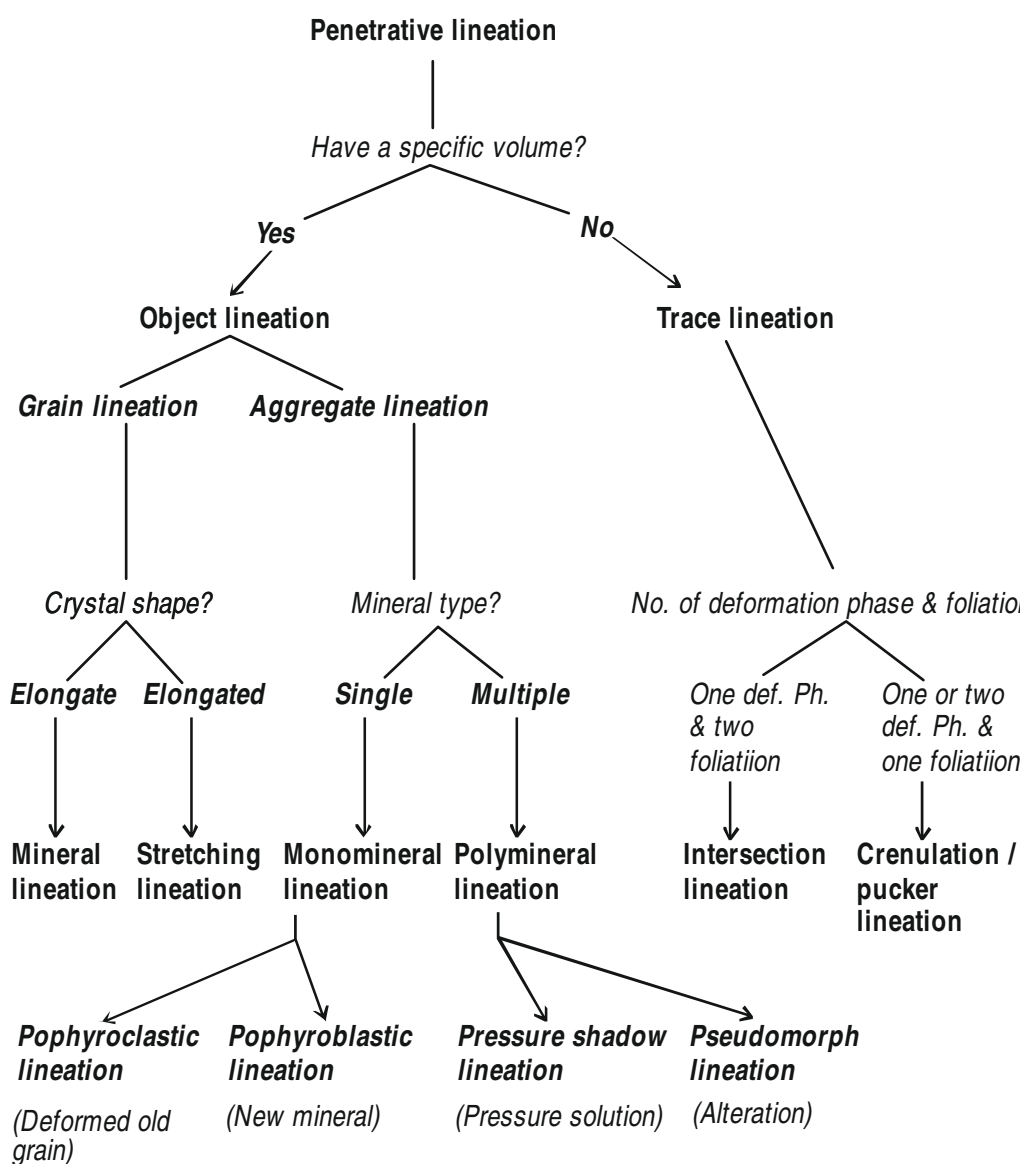 Penetrative lineation
Have a specific volume?
Yes
No
Object lineation
Trace lineation
Grain lineation
Aggregate lineation
Crystal shape?
Mineral type?
No. of deformation phase & foliation
Elongate
Elongated
Single
Multiple
One def. Ph.
& two
foliatiion
One or two
def. Ph. &
one foliatiion
Mineral
lineation
Stretching
lineation
Monomineral
lineation
Polymineral
lineation
Intersection
lineation
Crenulation /
pucker
lineation
Pophyroclastic
lineation
(Deformed old
grain)
Pophyroblastic
lineation
(New mineral)
Pressure shadow
lineation
(Pressure solution)
Pseudomorph
lineation
(Alteration)